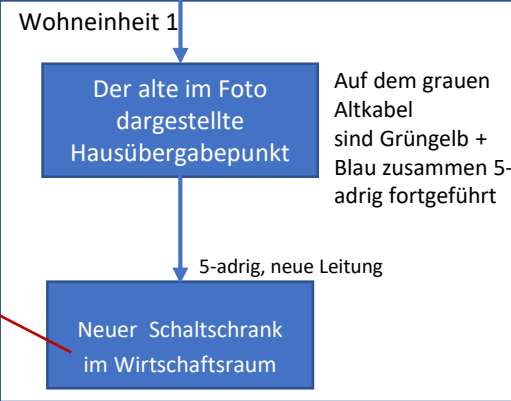 Wohneinheit 1
Der alte im Foto
dargestellte
Hausübergabepunkt
Auf dem grauen
Altkabel
sind Grüngelb +
Blau zusammen 5-
adrig fortgeführt
5-adrig, neue Leitung
Neuer Schaltschrank
im Wirtschaftsraum